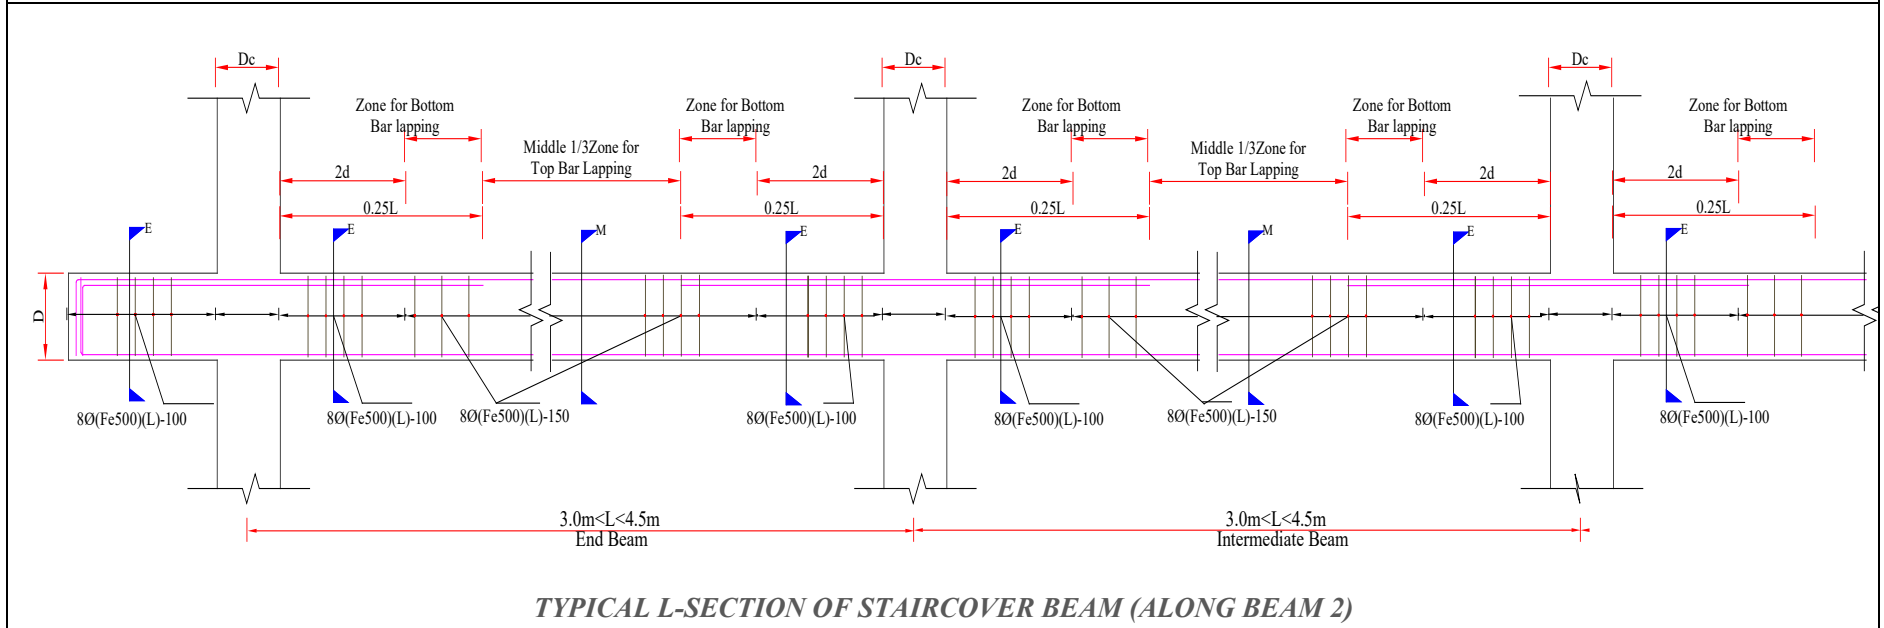 Dc
Dc
Dc
Zone for Bottom
Bar lapping
Zone for Bottom
Bar lapping
Zone for Bottom
Bar lapping
Zone for Bottom
Bar lapping
Zone for Bottom
Bar lapping
Middle 1/3Zone for
Top Bar Lapping
Middle 1/3Zone for
Top Bar Lapping
2d
2d
2d
2d
2d
0.25L
0.25L
0.25L
0.25L
0.25L
E
E
M
E
E
M
E
E
D
8Ø(Fe500)(L)-100
8Ø(Fe500)(L)-100
8Ø(Fe500)(L)-150
8Ø(Fe500)(L)-100
8Ø(Fe500)(L)-100
8Ø(Fe500)(L)-150
8Ø(Fe500)(L)-100
8Ø(Fe500)(L)-100
3.0m<L<4.5m
End Beam
3.0m<L<4.5m
Intermediate Beam
TYPICAL L-SECTION OF STAIRCOVER BEAM (ALONG BEAM 2)